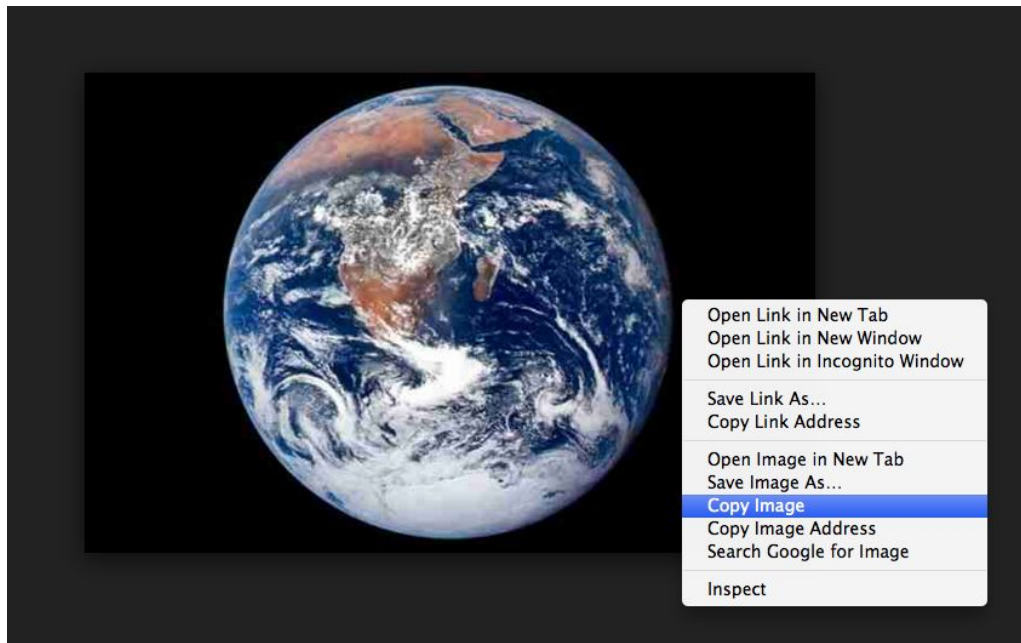 Open Link in New Tab
Open Link in New Window
Open Link in Incognito Window
Save Link As...
Copy Link Address
Open Image in New Tab
Save Image As...
Copy Image
Copy Image Address
Search Google for Image
Inspect